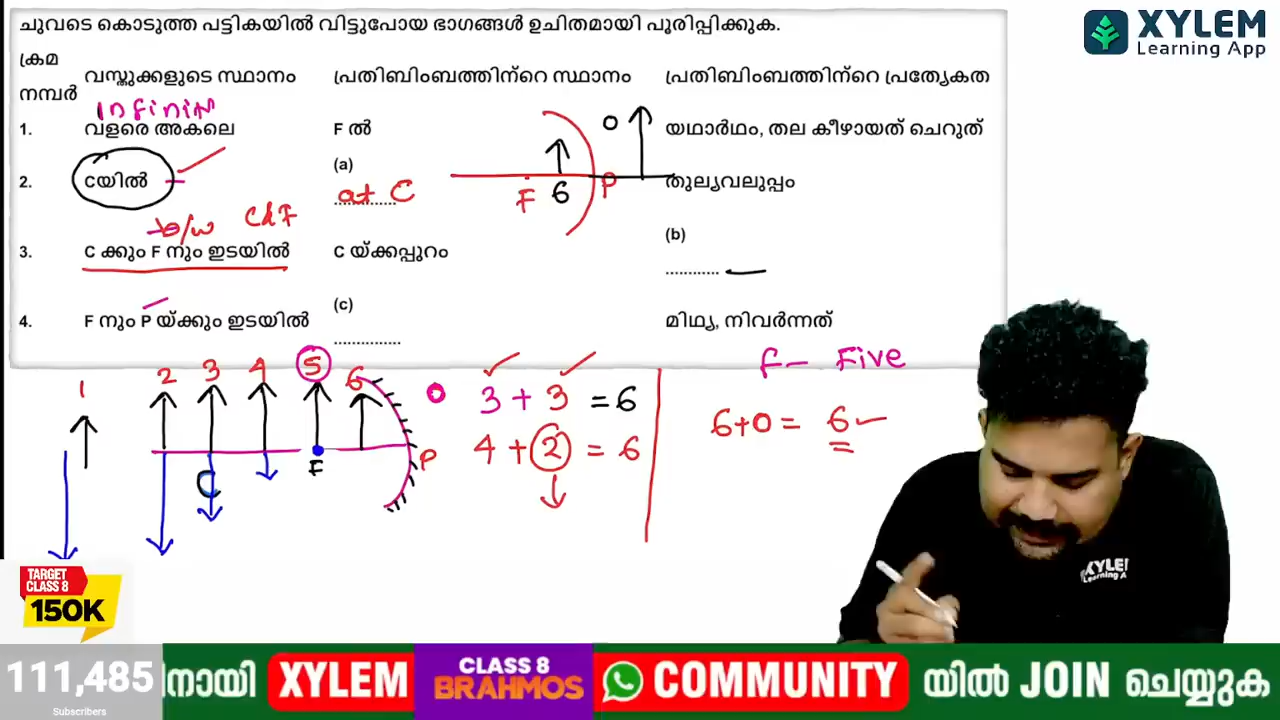 ചുവടെ കൊടുത്ത പട്ടികയിൽ വിട്ടുപോയ ഭാഗങ്ങൾ ഉചിതമായി പൂരിപ്പിക്കുക.
XYLEM
Learning App
ക്രമ നമ്പർ വസ്തുക്കളുടെ സ്ഥാനം പ്രതിബിംബത്തിന്റെ സ്ഥാനം പ്രതിബിംബത്തിന്റെ പ്രത്യേകത
1. വളരെ അകലെ F ൽ യഥാർഥം, തല കീഴായത് ചെറുത്
O
(a)
2. Cയിൽ ............ at C തുല്യവലുപ്പം
F 6 P
b/w C & F
3. C ക്കും F നും ഇടയിൽ C യ്ക്കപ്പുറം
(b)
............
4. F നും P യ്ക്കും ഇടയിൽ
(c)
...............
മിഥ്യ, നിവർന്നത്
1 2 3 4 5 6
C F P
O 3 + 3 = 6
4 + 2 = 6
F - Five
6+0 = 6
XYLEM
Learning A
TARGET
CLASS 8
150K
111,485
Subscribers
നായി XYLEM CLASS 8 BRAHMOS COMMUNITY യിൽ JOIN ചെയ്യുക